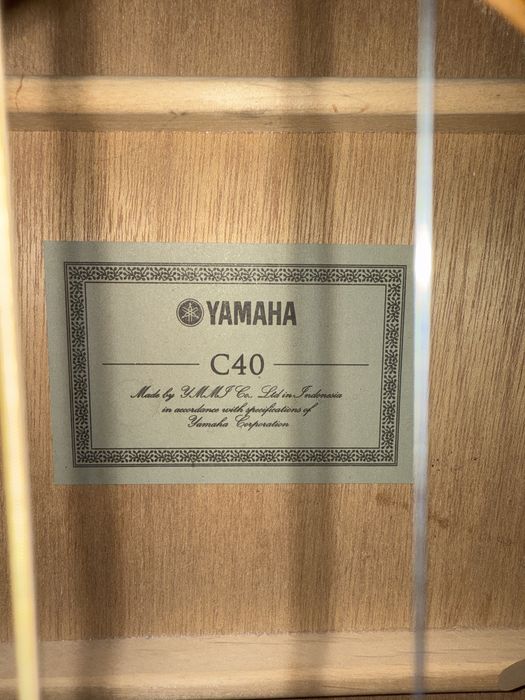 YAMAHA
C40
Made by YMMI Co., Ltd in Indonesia
in accordance with specifications of
Yamaha Corporation